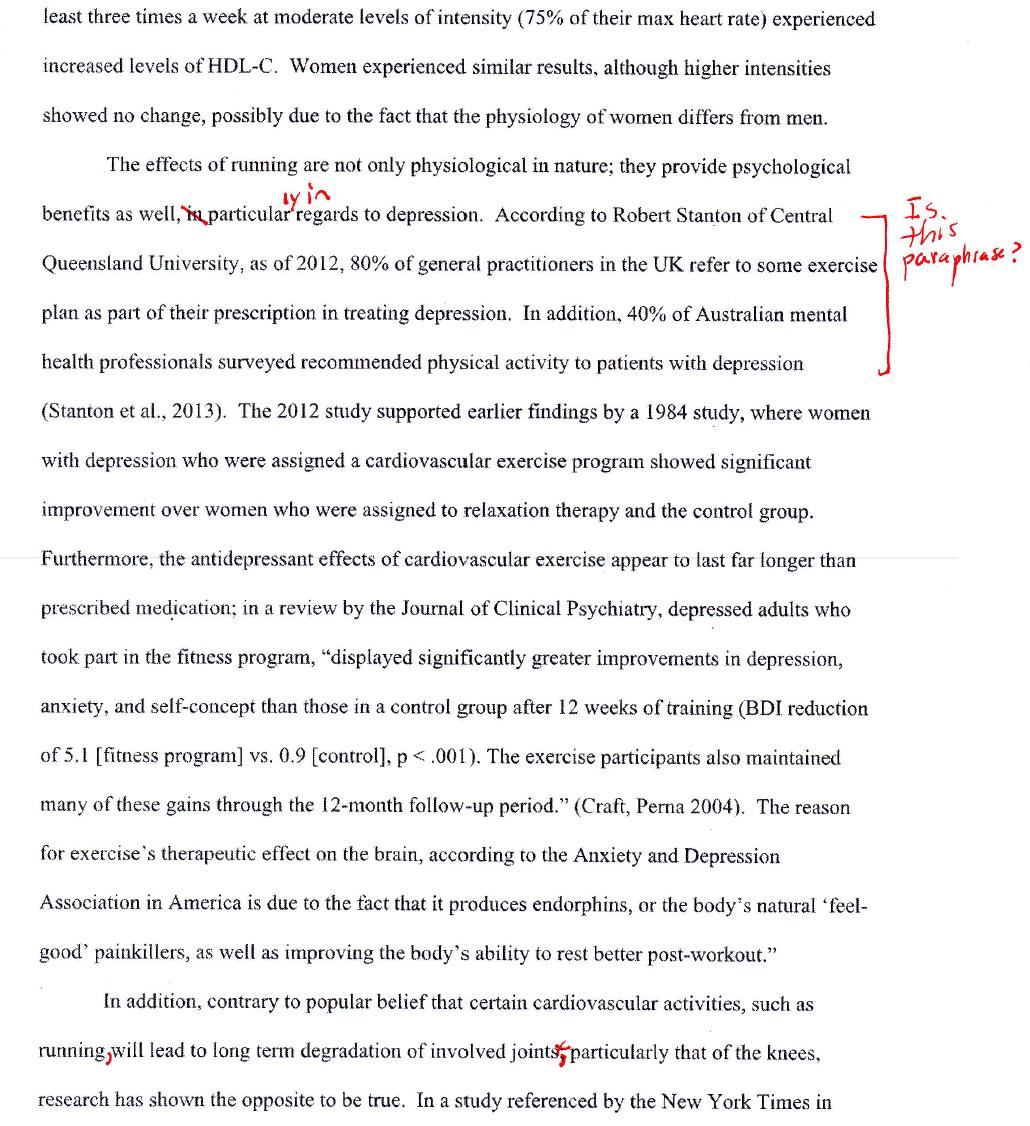 least three times a week at moderate levels of intensity (75% of their max heart rate) experienced
increased levels of HDL-C.  Women experienced similar results, although higher intensities
showed no change, possibly due to the fact that the physiology of women differs from men.
The effects of running are not only physiological in nature; they provide psychological
ly in
benefits as well, in particular regards to depression.  According to Robert Stanton of Central
Queensland University, as of 2012, 80% of general practitioners in the UK refer to some exercise
plan as part of their prescription in treating depression.  In addition, 40% of Australian mental
health professionals surveyed recommended physical activity to patients with depression
Is
this
paraphrase?
(Stanton et al., 2013).  The 2012 study supported earlier findings by a 1984 study, where women
with depression who were assigned a cardiovascular exercise program showed significant
improvement over women who were assigned to relaxation therapy and the control group.
Furthermore, the antidepressant effects of cardiovascular exercise appear to last far longer than
prescribed medication; in a review by the Journal of Clinical Psychiatry, depressed adults who
took part in the fitness program, “displayed significantly greater improvements in depression,
anxiety, and self-concept than those in a control group after 12 weeks of training (BDI reduction
of 5.1 [fitness program] vs. 0.9 [control], p < .001). The exercise participants also maintained
many of these gains through the 12-month follow-up period.” (Craft, Perna 2004).  The reason
for exercise’s therapeutic effect on the brain, according to the Anxiety and Depression
Association in America is due to the fact that it produces endorphins, or the body’s natural ‘feel-
good’ painkillers, as well as improving the body’s ability to rest better post-workout.”
In addition, contrary to popular belief that certain cardiovascular activities, such as
running, will lead to long term degradation of involved joints, particularly that of the knees,
research has shown the opposite to be true.  In a study referenced by the New York Times in